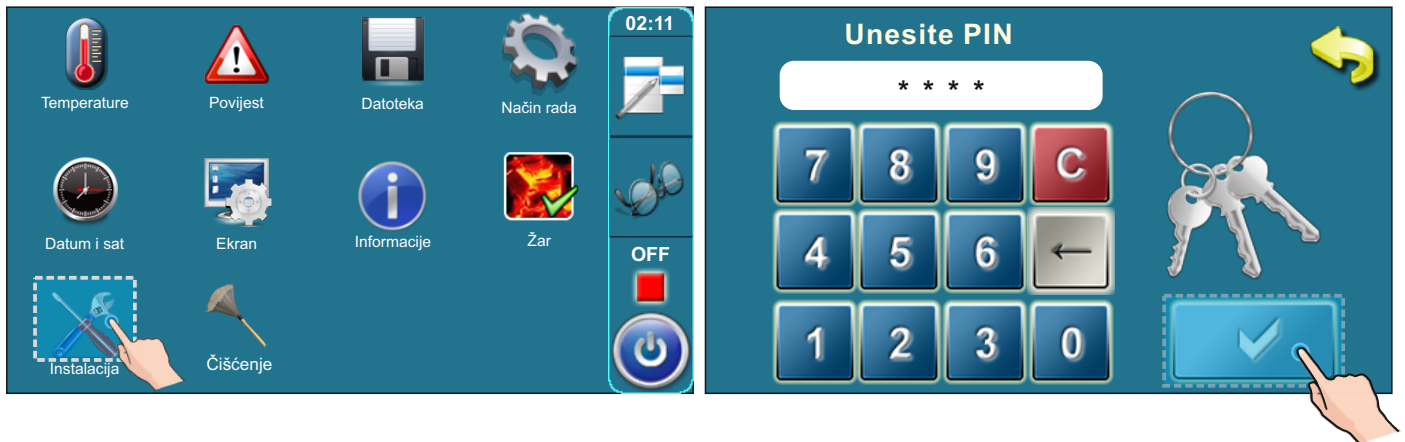 02:11
Temperature
Povijest
Datoteka
Način rada
Datum i sat
Ekran
Informacije
Žar
OFF
Instalacija
Čišćenje
Unesite PIN
* * * *
7 8 9 C
4 5 6 ←
1 2 3 0